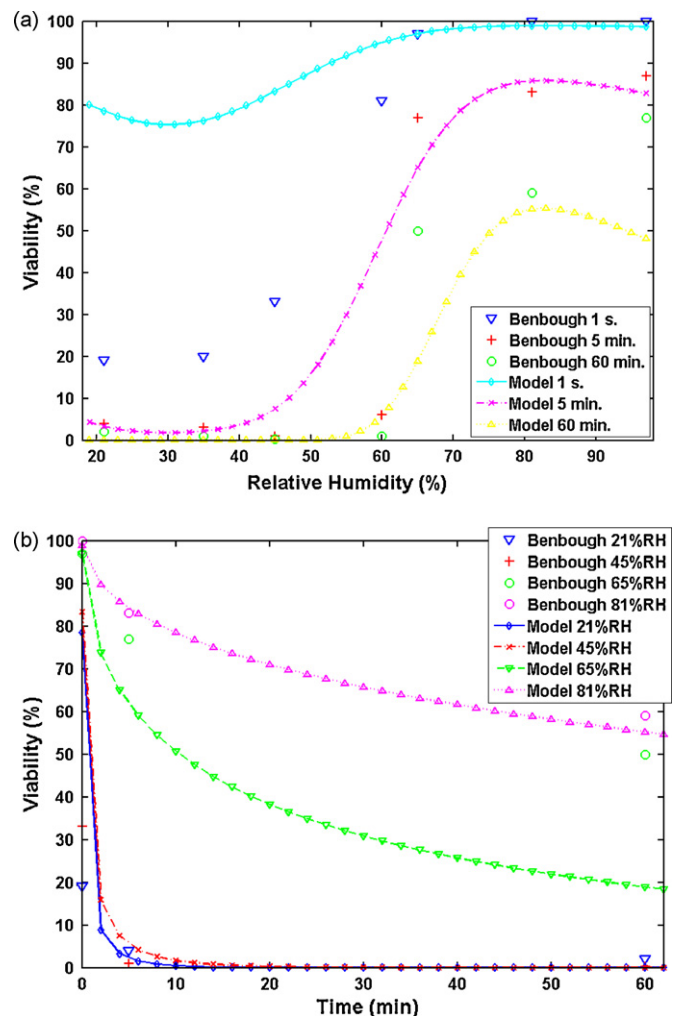 (a)
100
90
80
70
60
50
40
30
20
10
0
Viability (%)
20 30 40 50 60 70 80 90
Relative Humidity (%)
Benbough 1 s.
Benbough 5 min.
Benbough 60 min.
Model 1 s.
Model 5 min.
Model 60 min.
(b)
100
90
80
70
60
50
40
30
20
10
0
Viability (%)
0 10 20 30 40 50 60
Time (min)
Benbough 21%RH
Benbough 45%RH
Benbough 65%RH
Benbough 81%RH
Model 21%RH
Model 45%RH
Model 65%RH
Model 81%RH